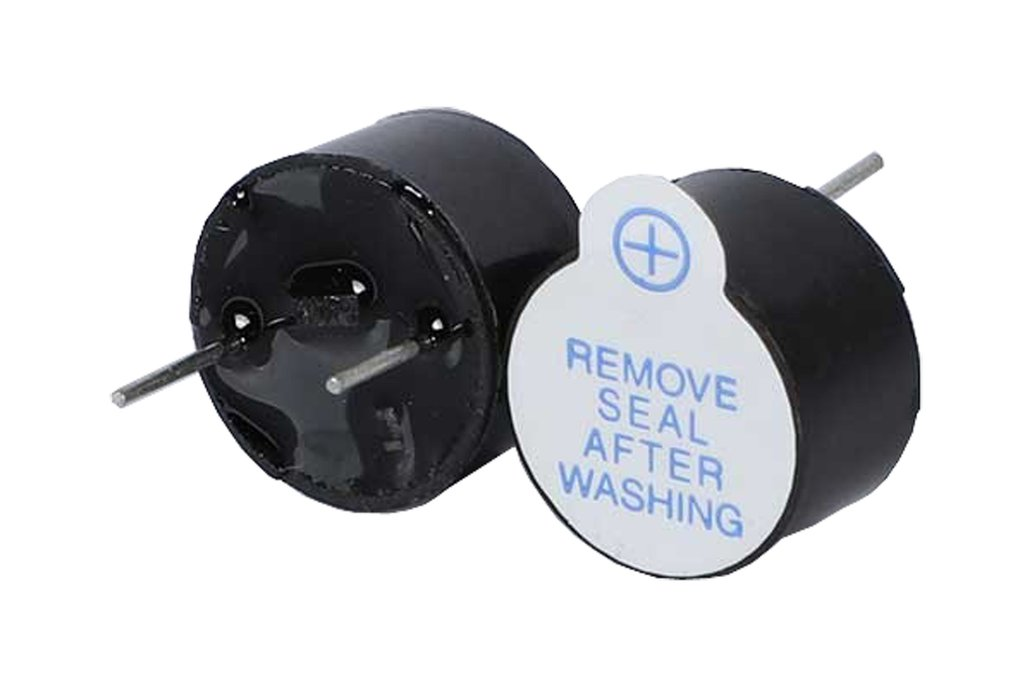 +
REMOVE
SEAL
AFTER
WASHING